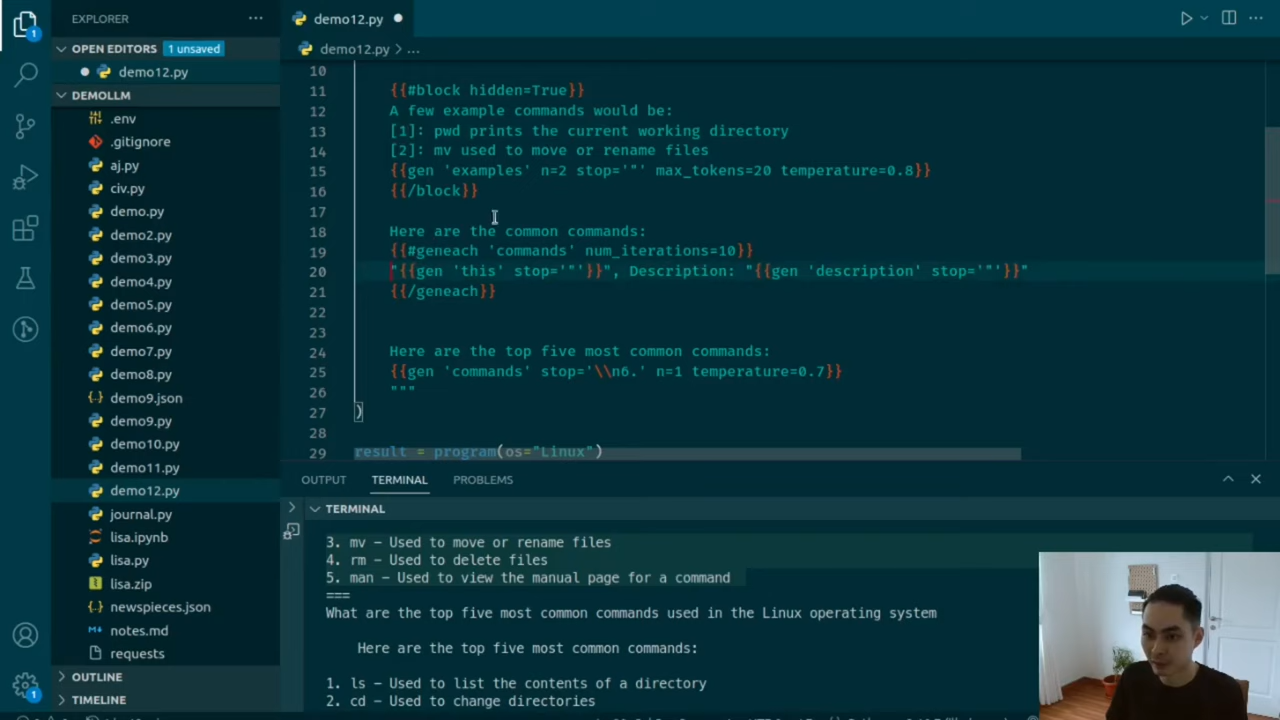 EXPLORER
OPEN EDITORS 1 unsaved
demo12.py
DEMOLLM
.env
.gitignore
aj.py
civ.py
demo.py
demo2.py
demo3.py
demo4.py
demo5.py
demo6.py
demo7.py
demo8.py
demo9.json
demo9.py
demo10.py
demo11.py
demo12.py
journal.py
lisa.ipynb
lisa.py
lisa.zip
newspieces.json
notes.md
requests
OUTLINE
TIMELINE
1
1
demo12.py
demo12.py > ...
10
11 {{#block hidden=True}}
12 A few example commands would be:
13 [1]: pwd prints the current working directory
14 [2]: mv used to move or rename files
15 {{gen 'examples' n=2 stop='"' max_tokens=20 temperature=0.8}}
16 {{/block}}
17
18 Here are the common commands:
19 {{#geneach 'commands' num_iterations=10}}
20 "{{gen 'this' stop='"'}}", Description: "{{gen 'description' stop='"'}}"
21 {{/geneach}}
22
23
24 Here are the top five most common commands:
25 {{gen 'commands' stop='\\n6.' n=1 temperature=0.7}}
26 """
27 )
28
29 result = program(os="Linux")
OUTPUT TERMINAL PROBLEMS
TERMINAL
3. mv - Used to move or rename files
4. rm - Used to delete files
5. man - Used to view the manual page for a command
===
What are the top five most common commands used in the Linux operating system
Here are the top five most common commands:
1. ls - Used to list the contents of a directory
2. cd - Used to change directories